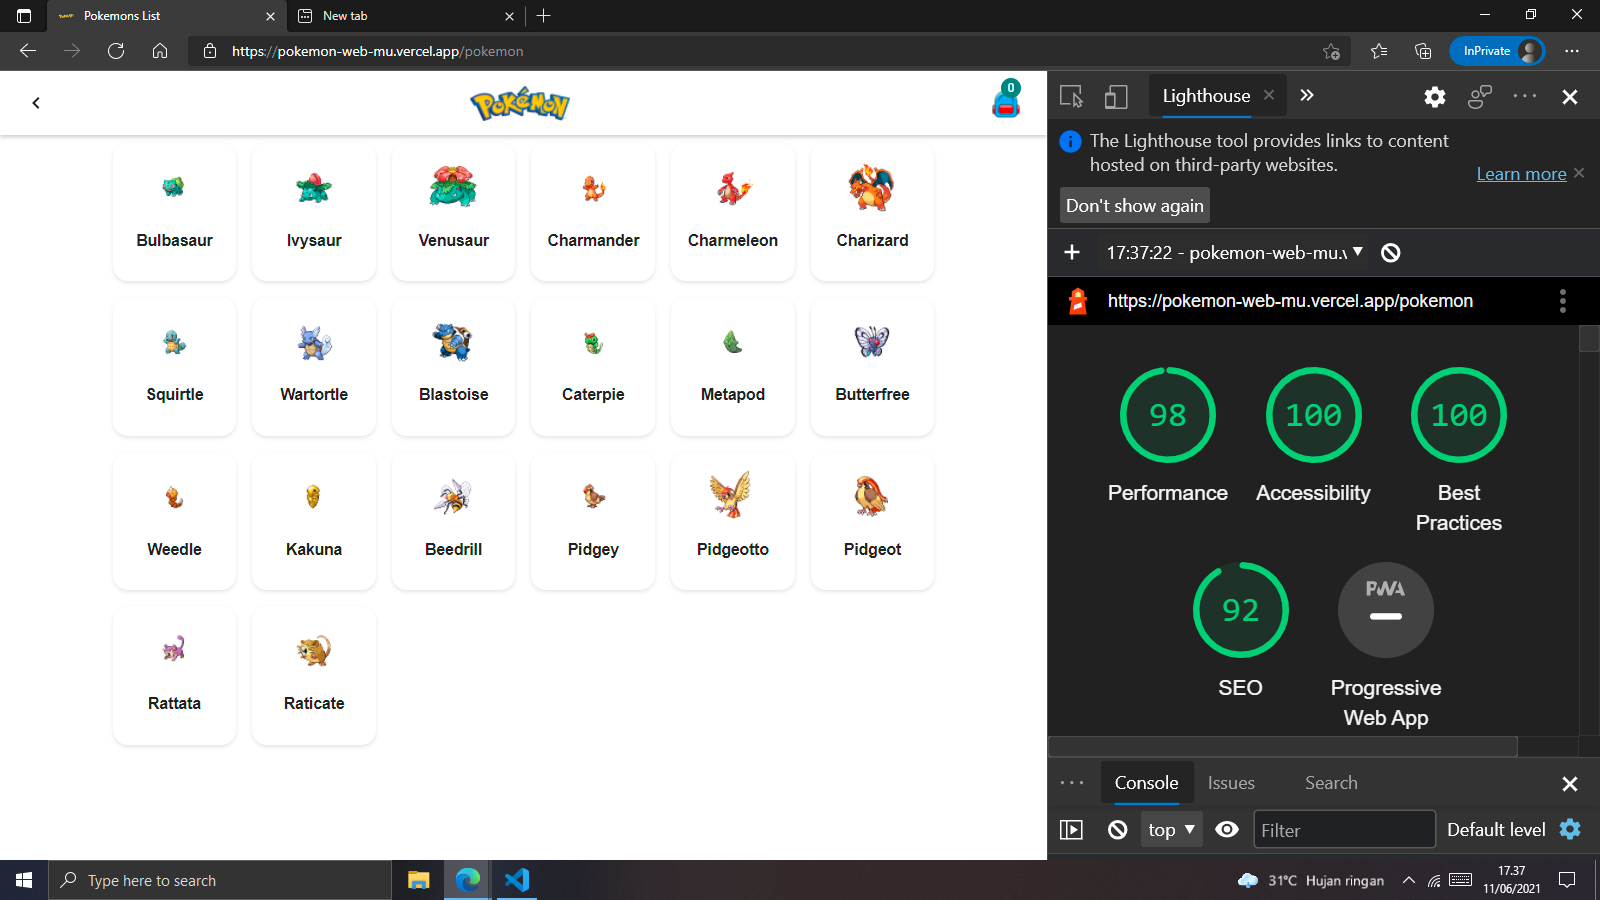 Pokemons List
New tab
https://pokemon-web-mu.vercel.app/pokemon
InPrivate
POKéMON
0
Bulbasaur
Ivysaur
Venusaur
Charmander
Charmeleon
Charizard
Squirtle
Wartortle
Blastoise
Caterpie
Metapod
Butterfree
Weedle
Kakuna
Beedrill
Pidgey
Pidgeotto
Pidgeot
Rattata
Raticate
Lighthouse
The Lighthouse tool provides links to content
hosted on third-party websites.
Learn more
Don't show again
17:37:22 - pokemon-web-mu.v
https://pokemon-web-mu.vercel.app/pokemon
98
100
100
Performance
Accessibility
Best
Practices
92
PWA
SEO
Progressive
Web App
Console
Issues
Search
top
Filter
Default level
Type here to search
31°C Hujan ringan
17.37
11/06/2021